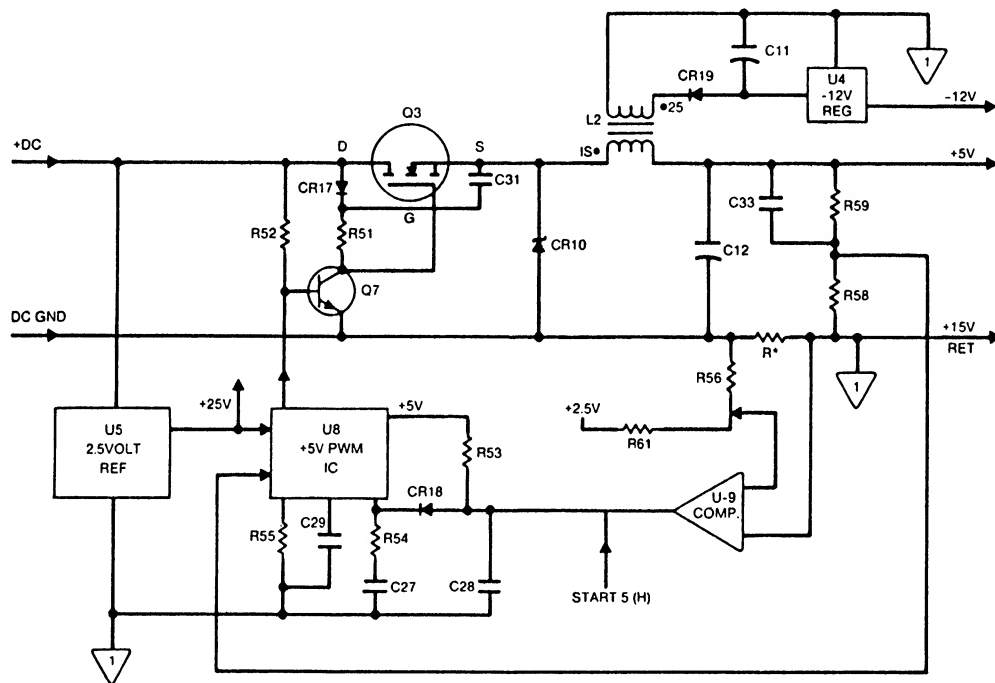 1
C11
U4
-12V
REG
CR19
-12V
•25
L2
Q3
IS•
+DC
D
S
+5V
CR17
C31
C33
R59
G
R52
R51
CR10
C12
Q7
R58
DC GND
+15V
RET
R*
1
R56
+25V
+2.5V
+5V
U5
2.5VOLT
REF
U8
+5V PWM
IC
R61
R53
CR18
U-9
COMP.
C29
R55
R54
C27
C28
START 5 (H)
1